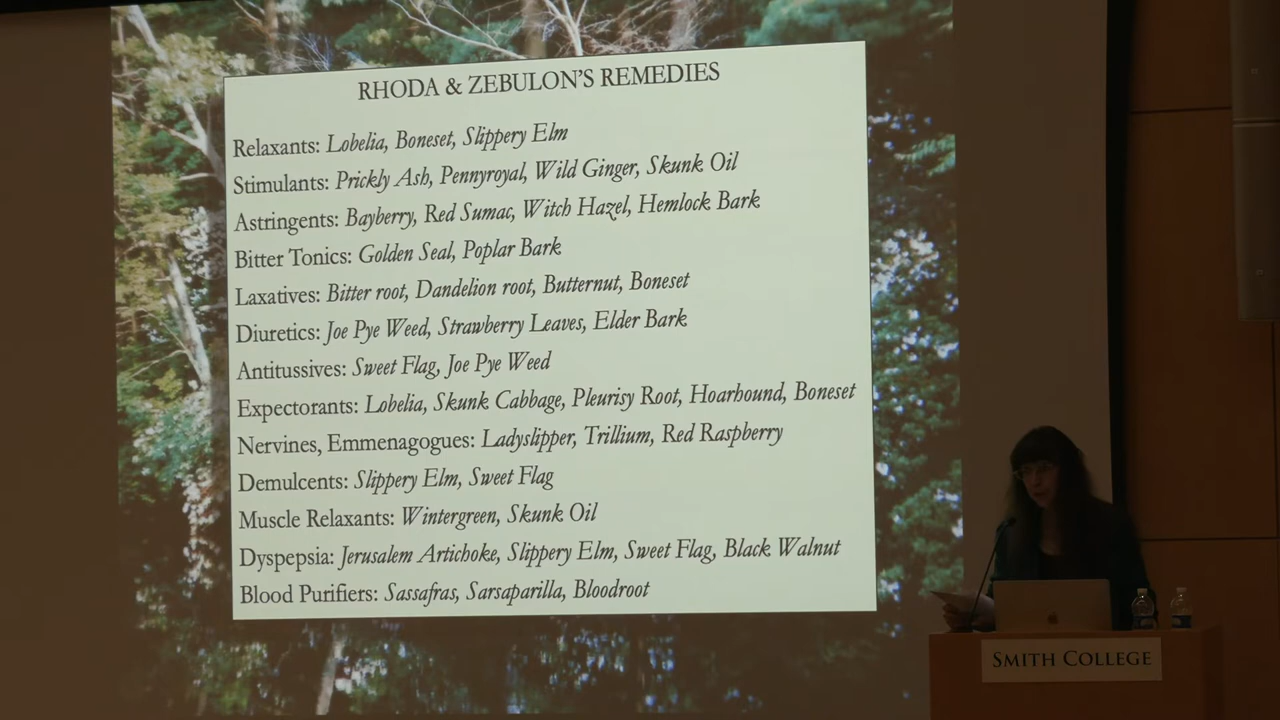 RHODA & ZEBULON'S REMEDIES
Relaxants: Lobelia, Boneset, Slippery Elm
Stimulants: Prickly Ash, Pennyroyal, Wild Ginger, Skunk Oil
Astringents: Bayberry, Red Sumac, Witch Hazel, Hemlock Bark
Bitter Tonics: Golden Seal, Poplar Bark
Laxatives: Bitter root, Dandelion root, Butternut, Boneset
Diuretics: Joe Pye Weed, Strawberry Leaves, Elder Bark
Antitussives: Sweet Flag, Joe Pye Weed
Expectorants: Lobelia, Skunk Cabbage, Pleurisy Root, Hoarhound, Boneset
Nervines, Emmenagogues: Ladyslipper, Trillium, Red Raspberry
Demulcents: Slippery Elm, Sweet Flag
Muscle Relaxants: Wintergreen, Skunk Oil
Dyspepsia: Jerusalem Artichoke, Slippery Elm, Sweet Flag, Black Walnut
Blood Purifiers: Sassafras, Sarsaparilla, Bloodroot
SMITH COLLEGE